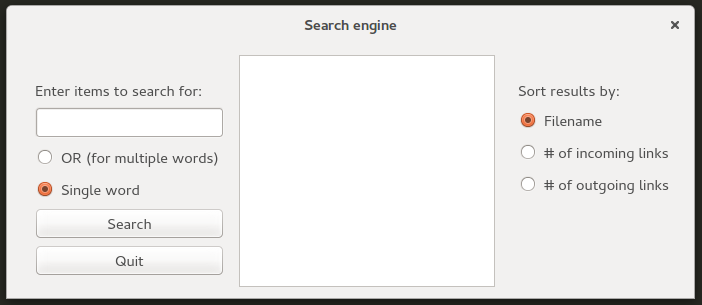 Search engine
Enter items to search for:
OR (for multiple words)
Single word
Search
Quit
Sort results by:
Filename
# of incoming links
# of outgoing links